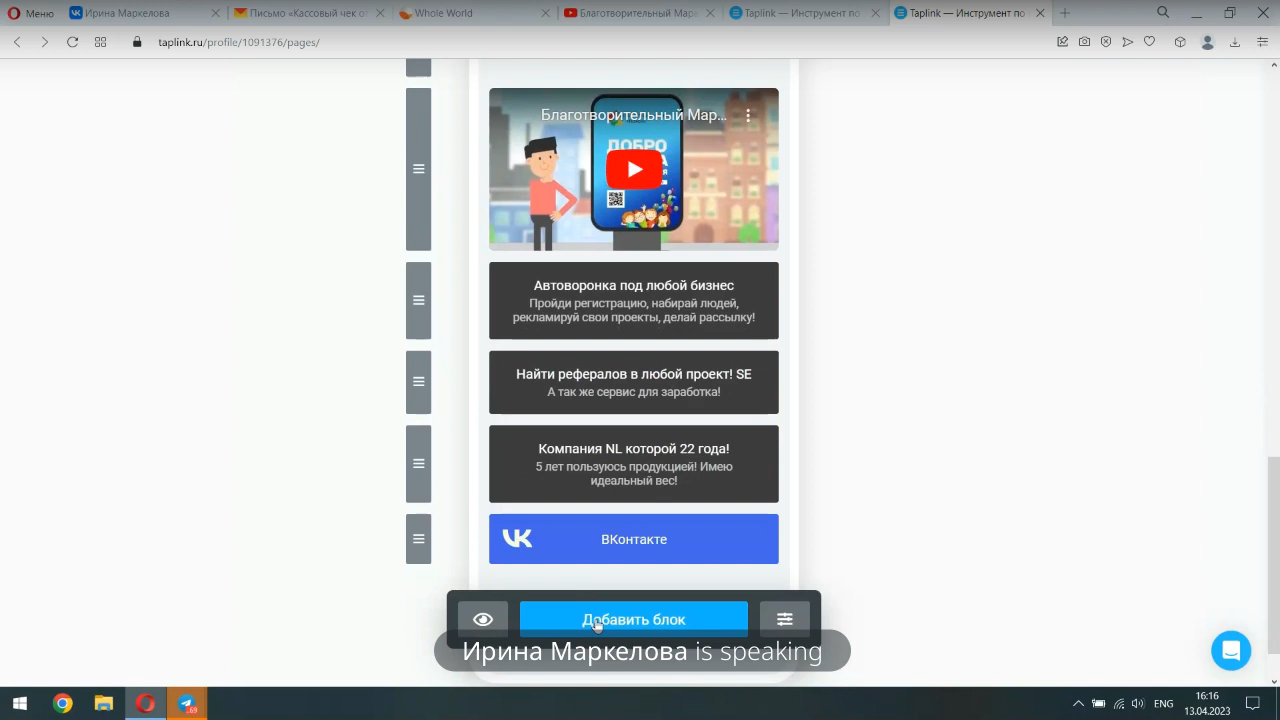 Меню
Ирина Маркелова
Письмо «Кассовый чек от
Whole World
Благотворительный Мар
Taplink — Инструмент по
Taplink — Инструмент по
taplink.ru/profile/1091376/pages/
Благотворительный Мар...
ДОБРО
Автоворонка под любой бизнес
Пройди регистрацию, набирай людей,
рекламируй свои проекты, делай рассылку!
Найти рефералов в любой проект! SE
А так же сервис для заработка!
Компания NL которой 22 года!
5 лет пользуюсь продукцией! Имею
идеальный вес!
ВКонтакте
Добавить блок
Ирина Маркелова is speaking
69
ENG
16:16
13.04.2023